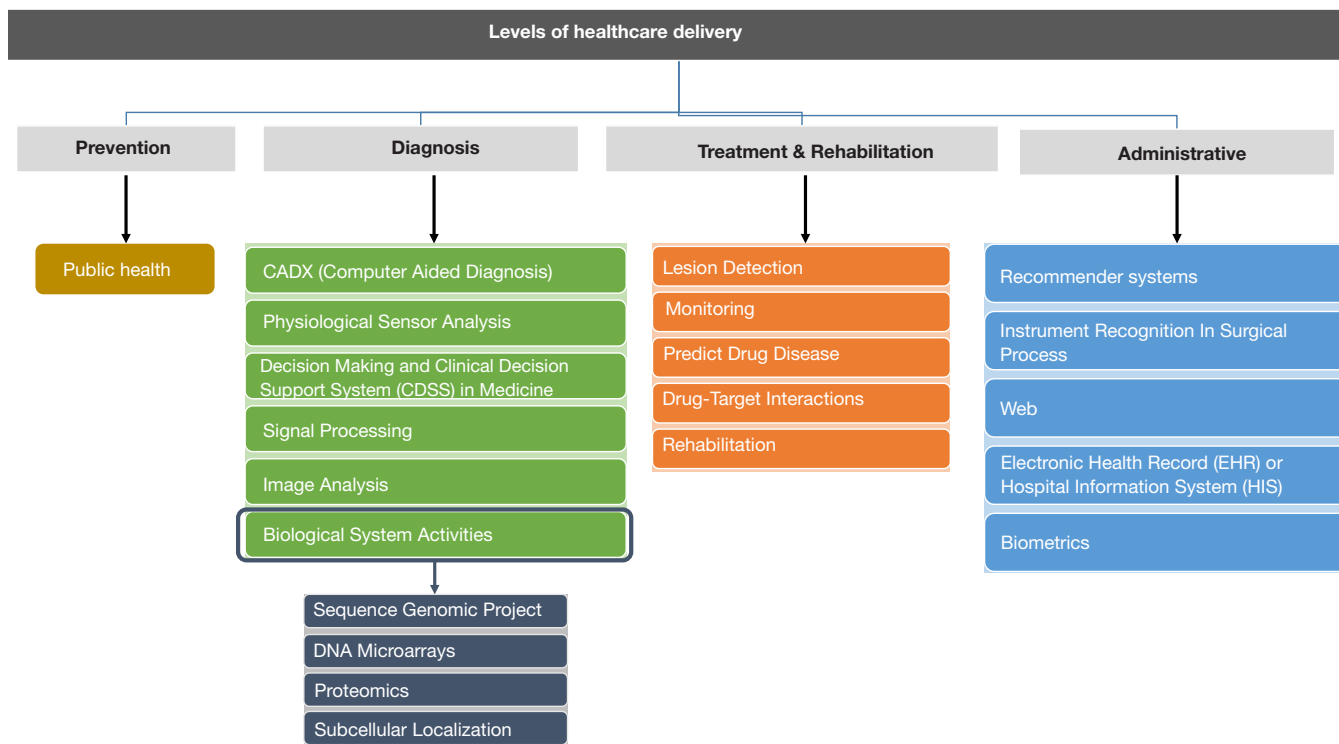 Levels of healthcare delivery
Prevention
Diagnosis
Treatment & Rehabilitation
Administrative
Public health
CADX (Computer Aided Diagnosis)
Physiological Sensor Analysis
Decision Making and Clinical Decision
Support System (CDSS) in Medicine
Signal Processing
Image Analysis
Biological System Activities
Sequence Genomic Project
DNA Microarrays
Proteomics
Subcellular Localization
Lesion Detection
Monitoring
Predict Drug Disease
Drug-Target Interactions
Rehabilitation
Recommender systems
Instrument Recognition In Surgical
Process
Web
Electronic Health Record (EHR) or
Hospital Information System (HIS)
Biometrics